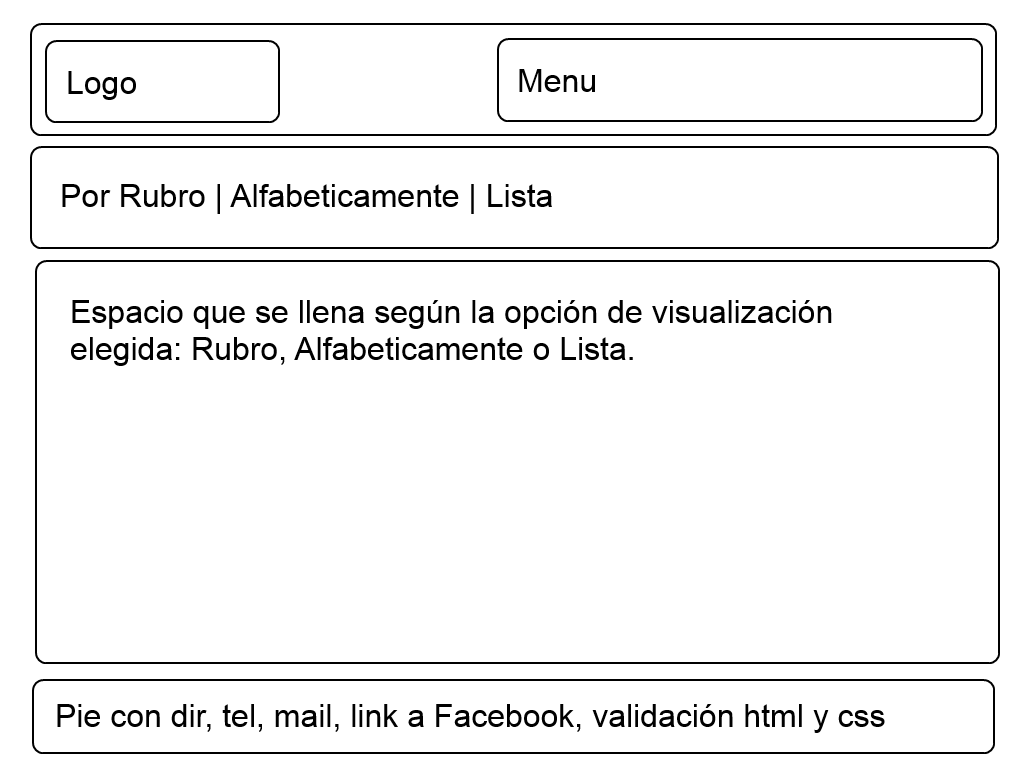 Logo
Menu
Por Rubro | Alfabeticamente | Lista
Espacio que se llena según la opción de visualización
elegida: Rubro, Alfabeticamente o Lista.
Pie con dir, tel, mail, link a Facebook, validación html y css